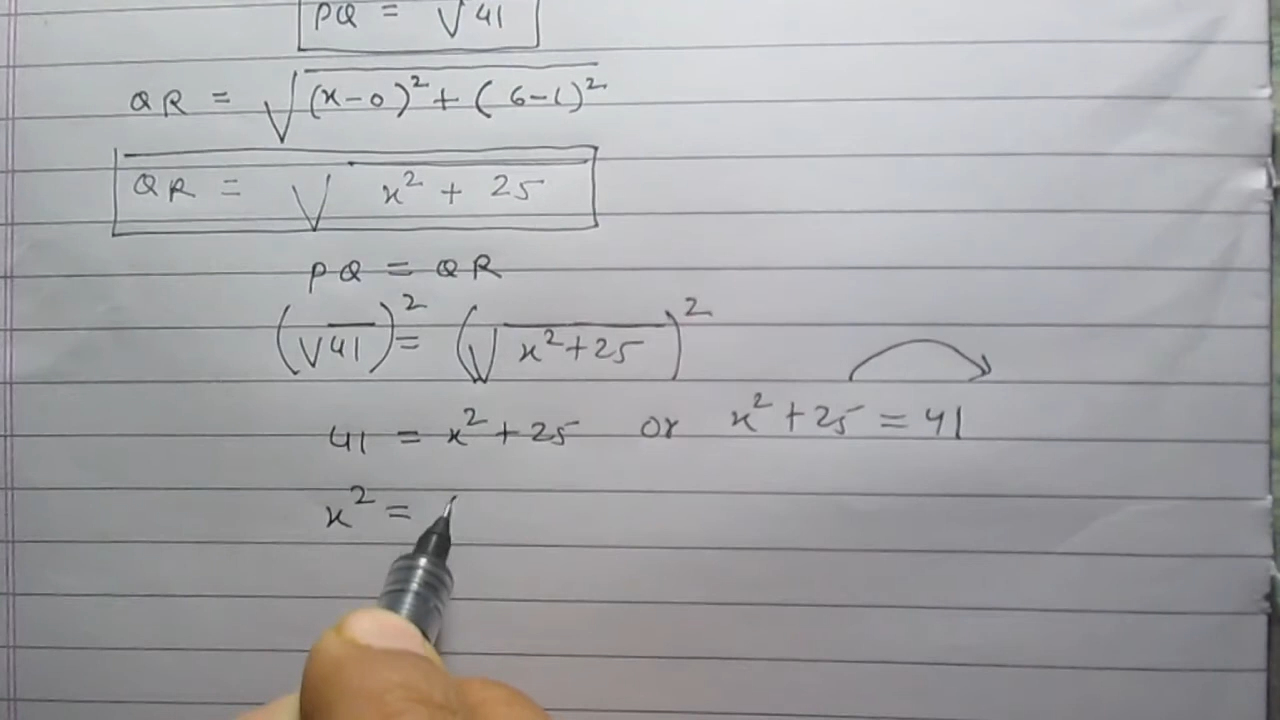 PQ = √41
QR = √(x-0)² + (6-1)²
QR = √x² + 25
PQ = QR
(√41)² = (√x²+25)²
41 = x²+25 or x²+25 = 41
x² =